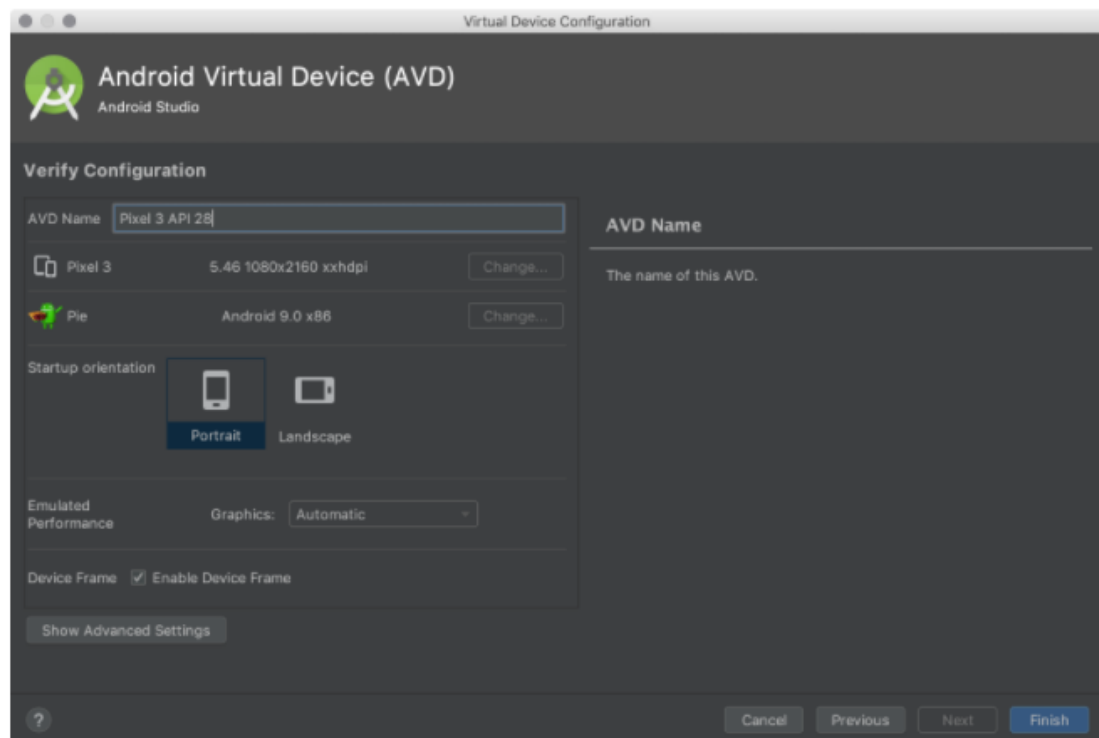 Virtual Device Configuration
Android Virtual Device (AVD)
Android Studio
Verify Configuration
AVD Name Pixel 3 API 28
Pixel 3 5.46 1080x2160 xxhdpi Change...
Pie Android 9.0 x86 Change...
Startup orientation
Portrait
Landscape
Emulated
Performance
Graphics: Automatic
Device Frame Enable Device Frame
Show Advanced Settings
AVD Name
The name of this AVD.
? Cancel Previous Next Finish